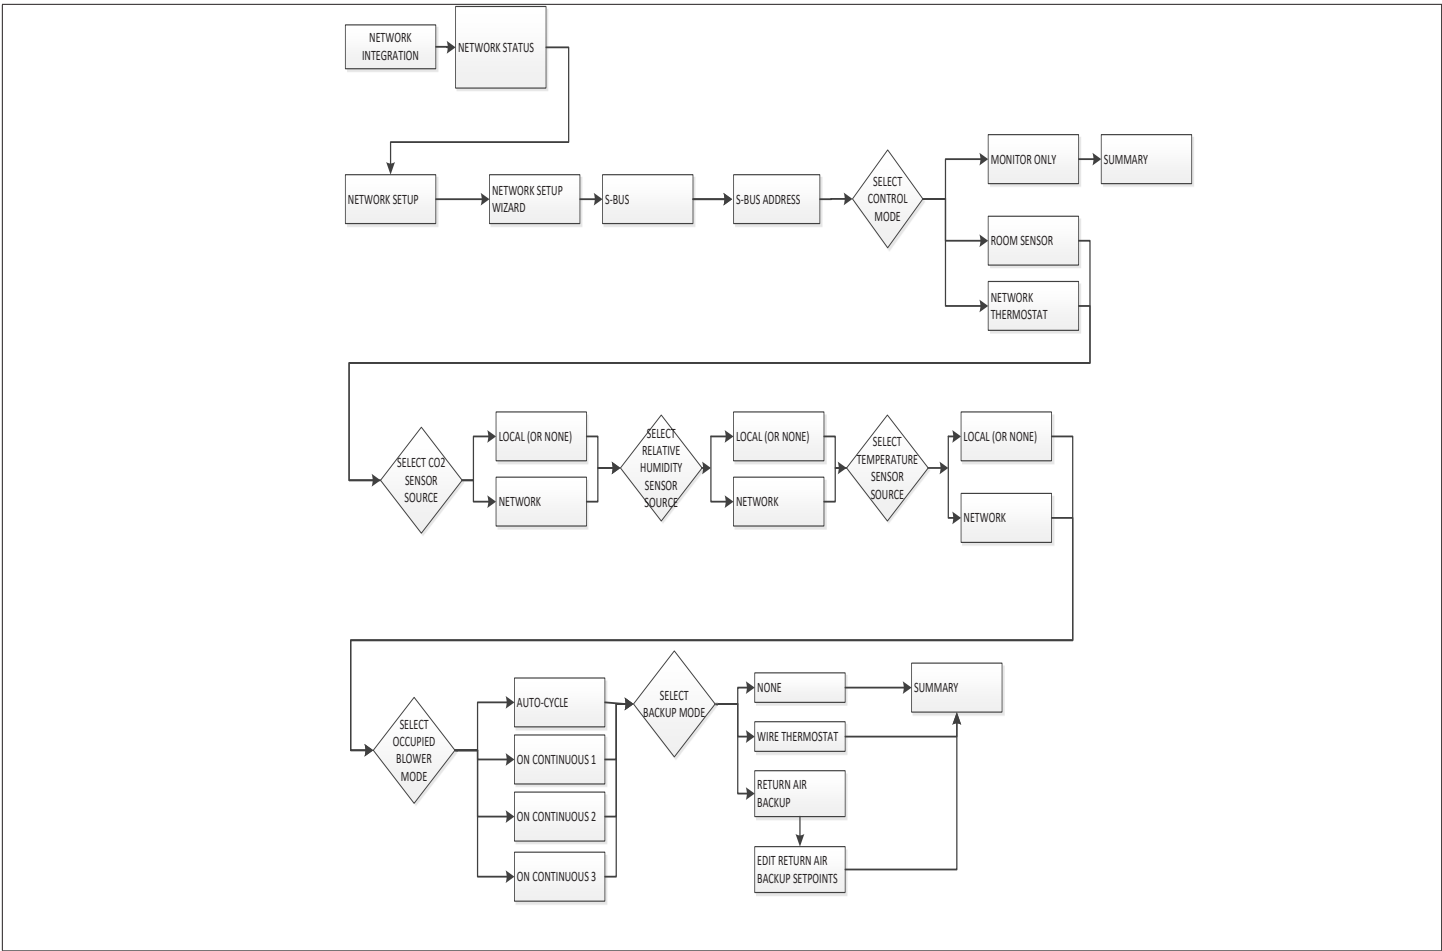 NETWORK
INTEGRATION
NETWORK STATUS
NETWORK SETUP
NETWORK SETUP
WIZARD
S-BUS
S-BUS ADDRESS
SELECT
CONTROL
MODE
MONITOR ONLY
SUMMARY
ROOM SENSOR
NETWORK
THERMOSTAT
SELECT CO2
SENSOR
SOURCE
LOCAL (OR NONE)
NETWORK
SELECT
RELATIVE
HUMIDITY
SENSOR
SOURCE
LOCAL (OR NONE)
NETWORK
SELECT
TEMPERATURE
SENSOR
SOURCE
LOCAL (OR NONE)
NETWORK
SELECT
OCCUPIED
BLOWER
MODE
AUTO-CYCLE
ON CONTINUOUS 1
ON CONTINUOUS 2
ON CONTINUOUS 3
SELECT
BACKUP MODE
NONE
WIRE THERMOSTAT
RETURN AIR
BACKUP
EDIT RETURN AIR
BACKUP SETPOINTS
SUMMARY